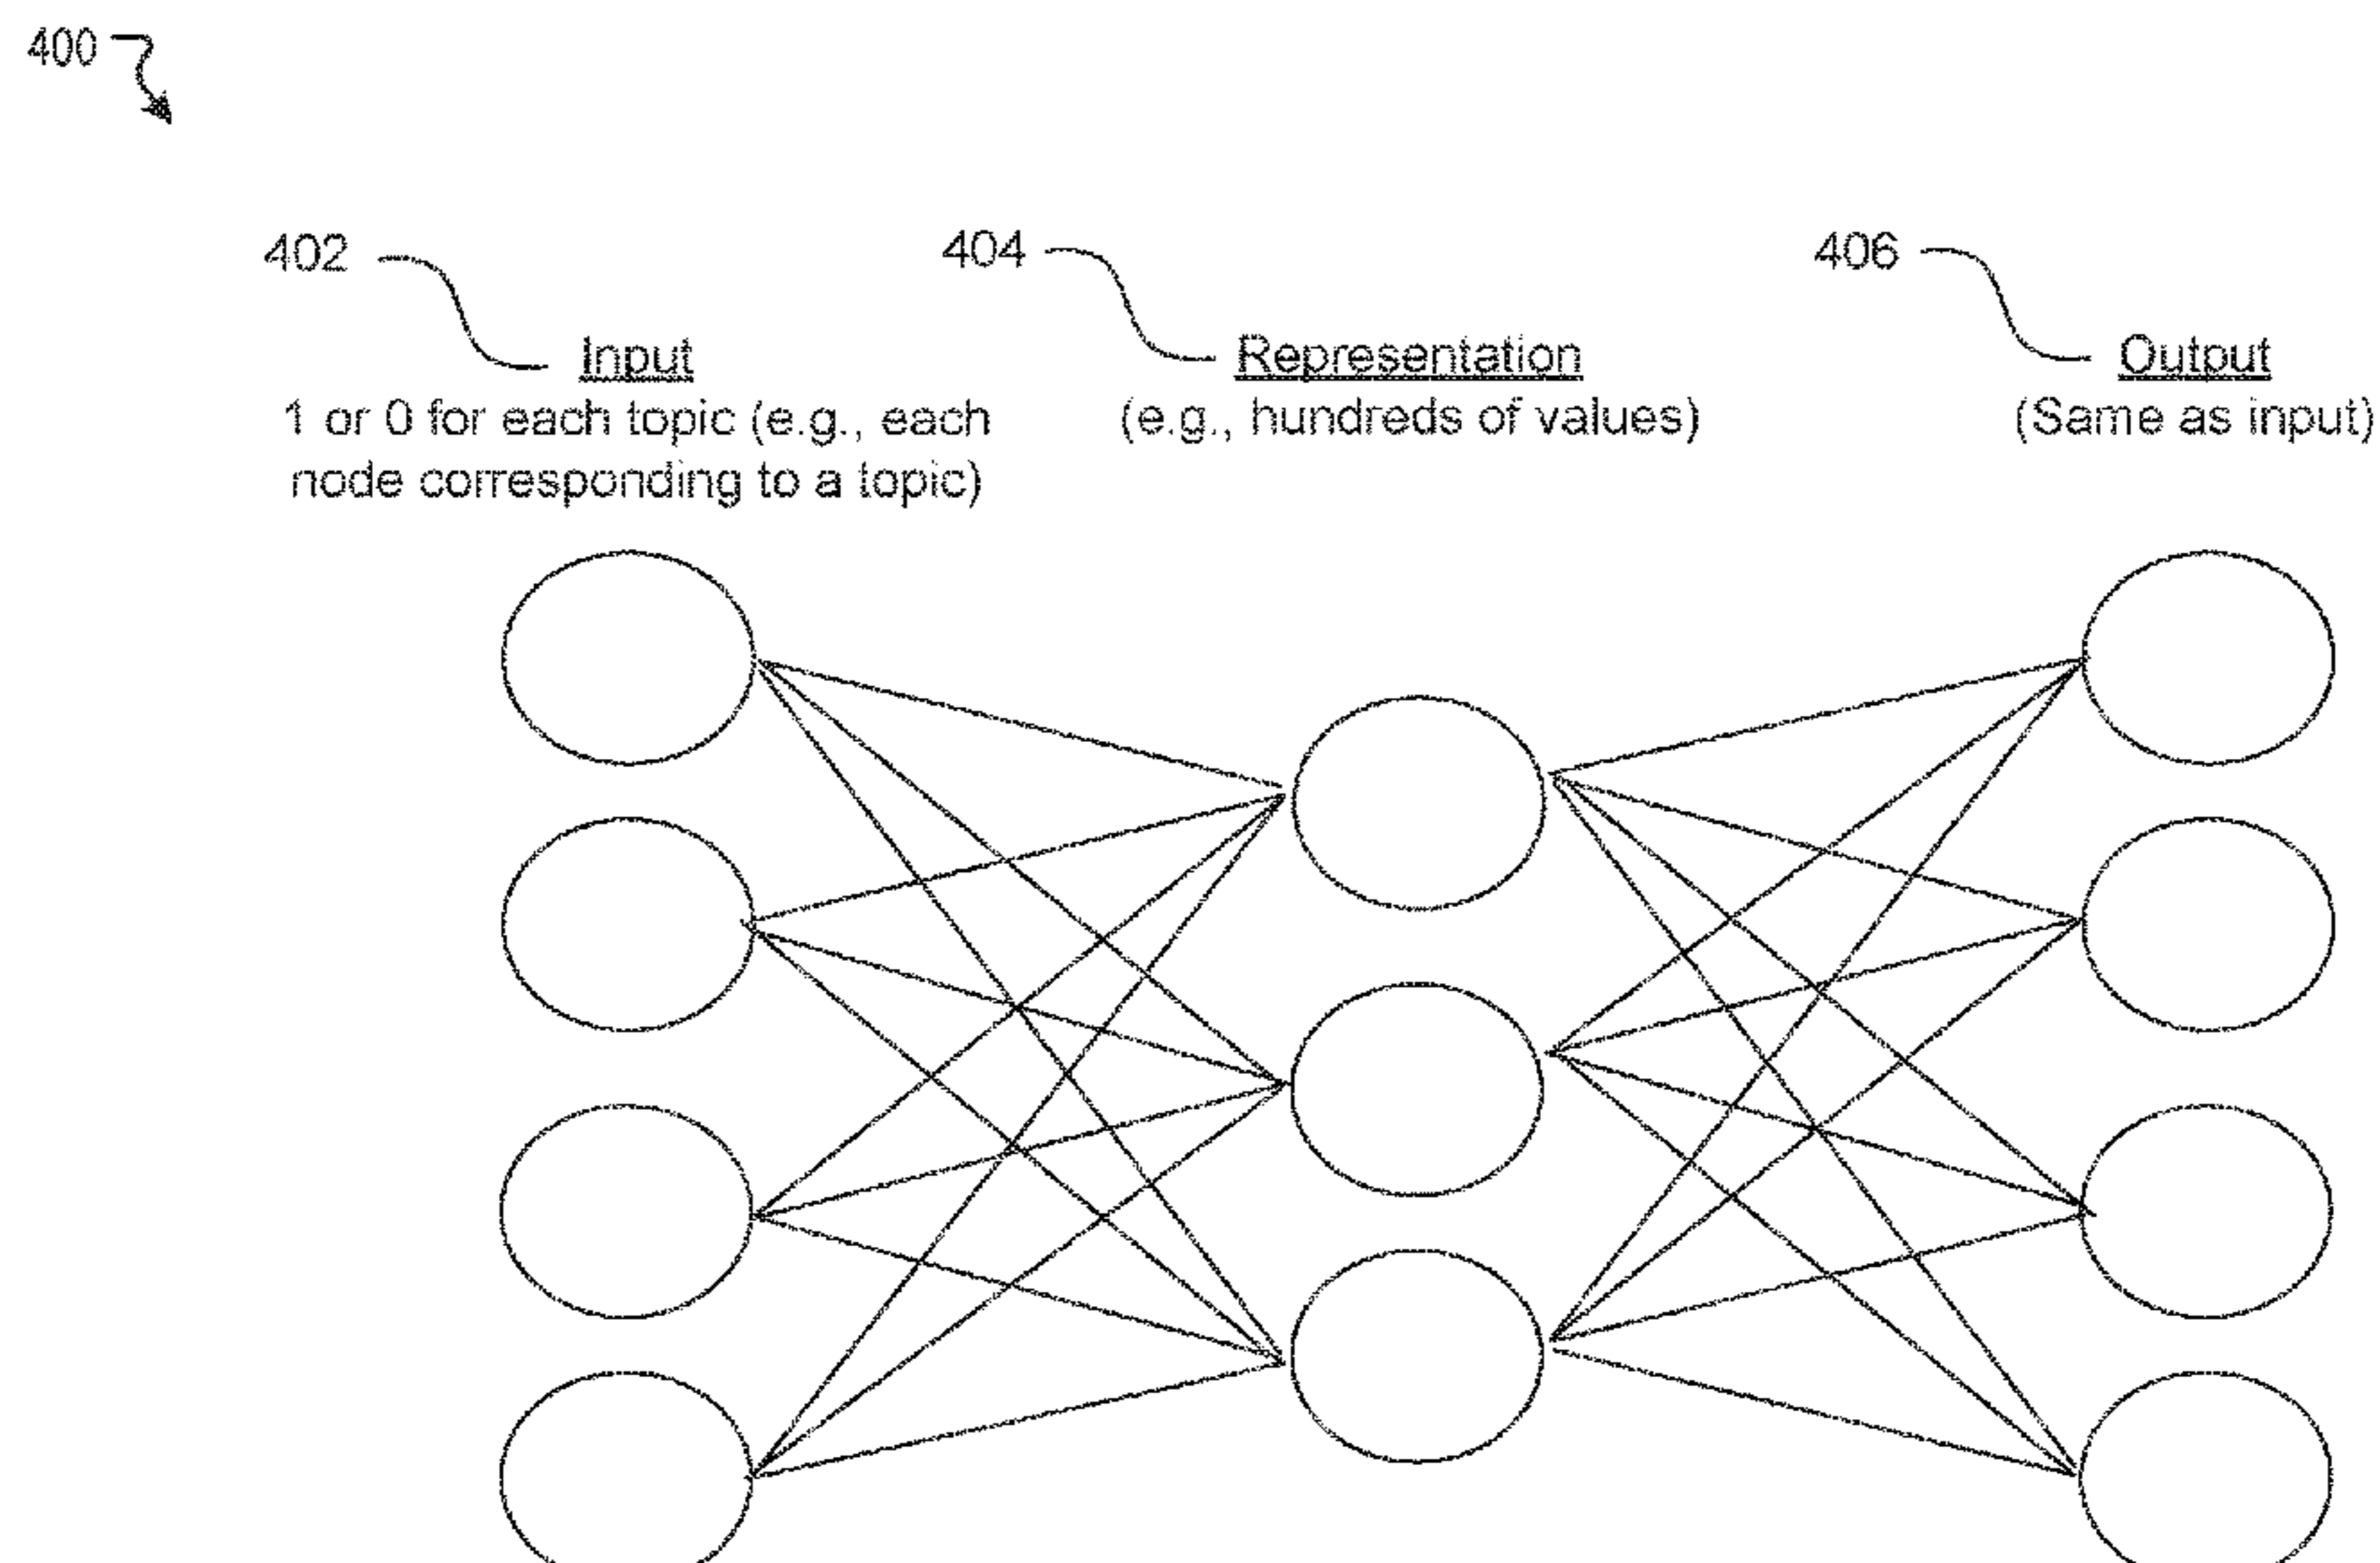 400
402
404
406
Input
Representation
Output
1 or 0 for each topic (e.g., each
node corresponding to a topic)
(e.g., hundreds of values)
(Same as input)